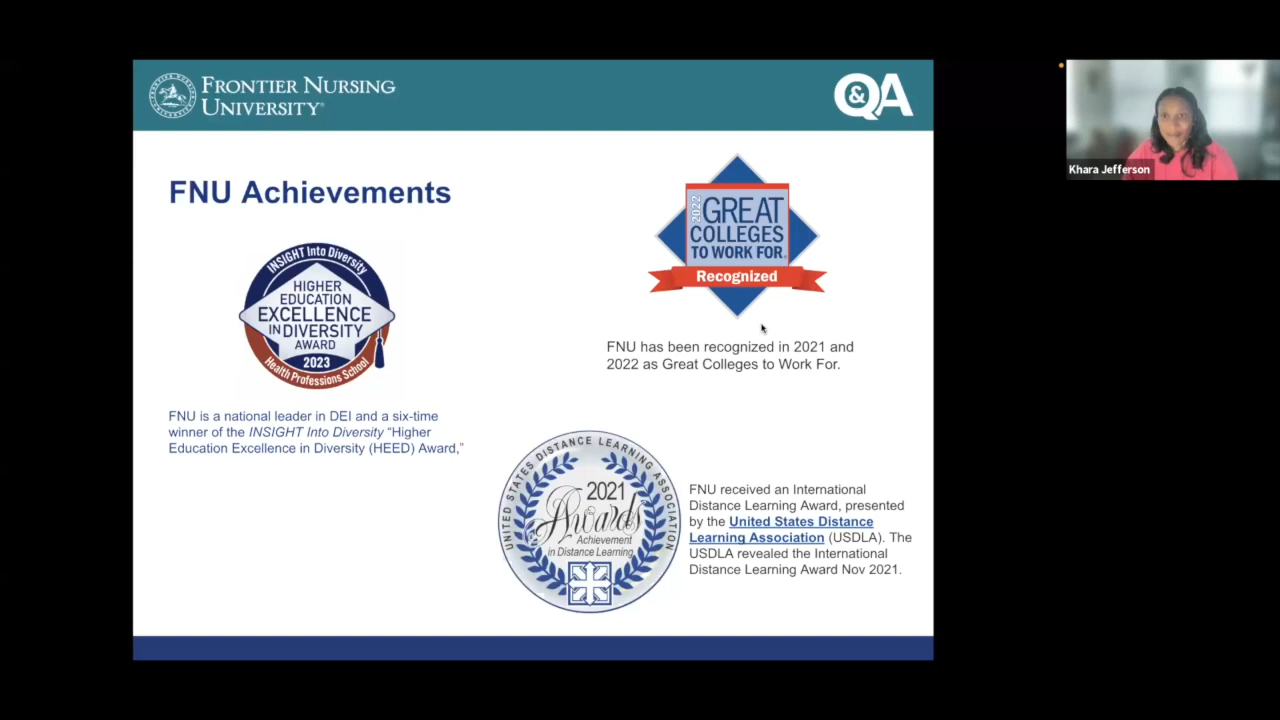 FRONTIER NURSING
UNIVERSITY®
Q&A
FNU Achievements
INSIGHT Into Diversity
HIGHER
EDUCATION
EXCELLENCE
IN DIVERSITY
AWARD
2023
Health Professions School
FNU is a national leader in DEI and a six-time
winner of the INSIGHT Into Diversity “Higher
Education Excellence in Diversity (HEED) Award,”
2022
GREAT
COLLEGES
TO WORK FOR®
Recognized
FNU has been recognized in 2021 and
2022 as Great Colleges to Work For.
UNITED STATES DISTANCE LEARNING ASSOCIATION
2021
Awards
Achievement
in Distance Learning
FNU received an International
Distance Learning Award, presented
by the United States Distance
Learning Association (USDLA). The
USDLA revealed the International
Distance Learning Award Nov 2021.
Khara Jefferson